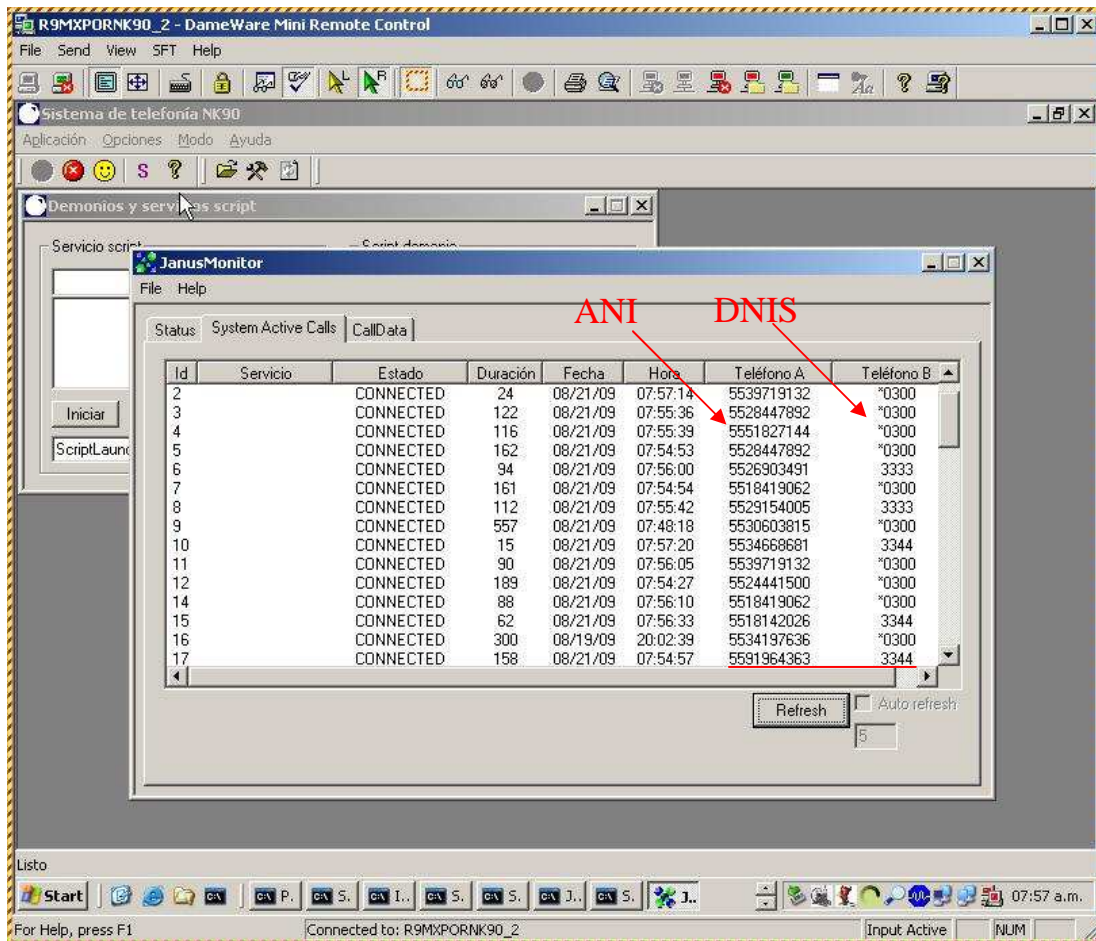 R9MXPORNK90_2 - DameWare Mini Remote Control
File Send View SFT Help
Sistema de telefonía NK90
Aplicación Opciones Modo Ayuda
S ?
Demonios y servicios script
Servicio script
Script demonio
JanusMonitor
File Help
ANI DNIS
Status System Active Calls CallData
Id Servicio Estado Duración Fecha Hora Teléfono A Teléfono B
2 CONNECTED 24 08/21/09 07:57:14 5539719132 *0300
3 CONNECTED 122 08/21/09 07:55:36 5528447892 *0300
4 CONNECTED 116 08/21/09 07:55:39 5551827144 *0300
5 CONNECTED 162 08/21/09 07:54:53 5528447892 *0300
6 CONNECTED 94 08/21/09 07:56:00 5526903491 3333
7 CONNECTED 161 08/21/09 07:54:54 5518419062 *0300
8 CONNECTED 112 08/21/09 07:55:42 5529154005 3333
9 CONNECTED 557 08/21/09 07:48:18 5530603815 *0300
10 CONNECTED 15 08/21/09 07:57:20 5534668681 3344
11 CONNECTED 90 08/21/09 07:56:05 5539719132 *0300
12 CONNECTED 189 08/21/09 07:54:27 5524441500 *0300
14 CONNECTED 88 08/21/09 07:56:10 5518419062 *0300
15 CONNECTED 62 08/21/09 07:56:33 5518142026 3344
16 CONNECTED 300 08/19/09 20:02:39 5534197636 *0300
17 CONNECTED 158 08/21/09 07:54:57 5591964363 3344
Iniciar
ScriptLaun
Refresh Auto refresh
5
Listo
Start P.. S.. I... S.. S.. J... S.. J... 07:57 a.m.
For Help, press F1 Connected to: R9MXPORNK90_2 Input Active NUM